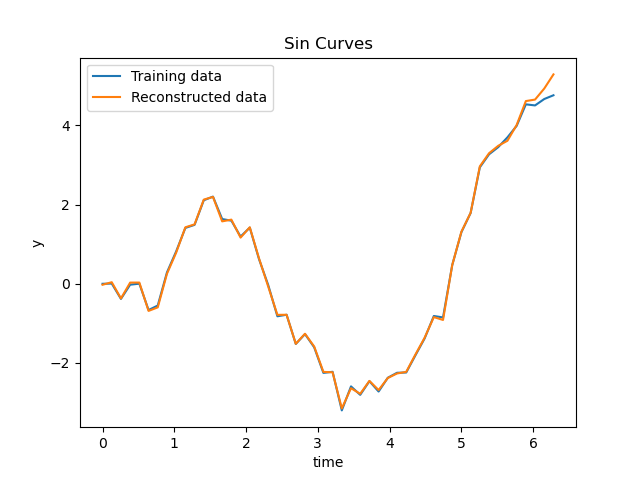 Sin Curves
Training data
Reconstructed data
y
4
2
0
−2
0 1 2 3 4 5 6
time